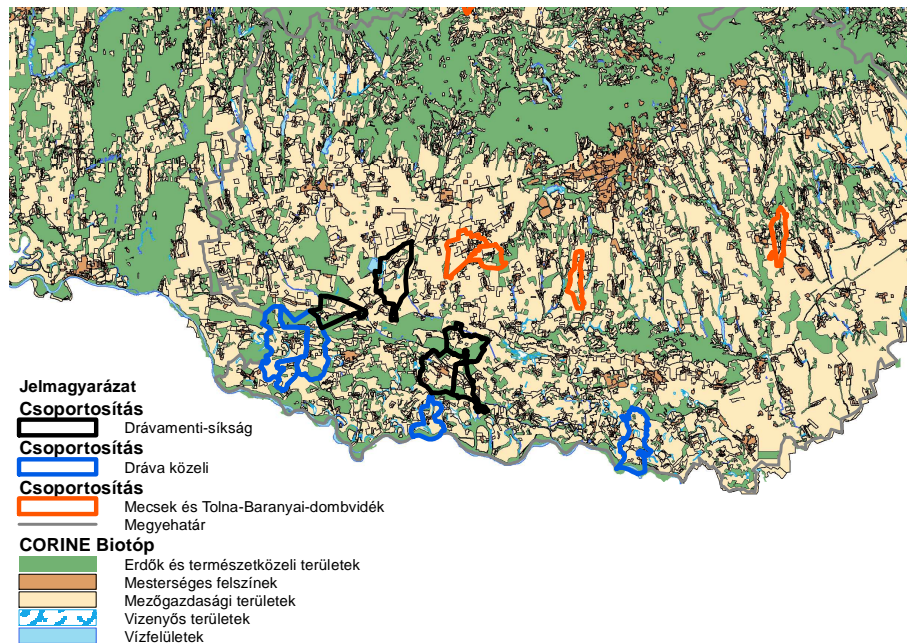 Jelmagyarázat
Csoportosítás
Drávamenti-síkság
Csoportosítás
Dráva közeli
Csoportosítás
Mecsek és Tolna-Baranyai-dombvidék
Megyehatár
CORINE Biotóp
Erdők és természetközeli területek
Mesterséges felszínek
Mezőgazdasági területek
Vizenyős területek
Vízfelületek